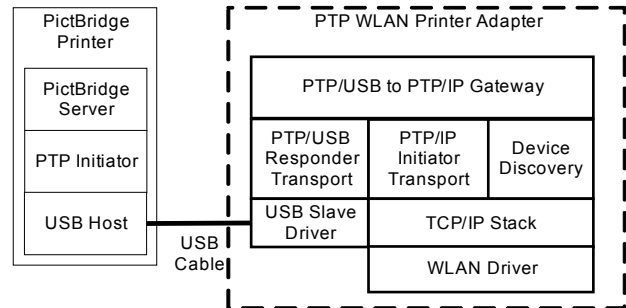 PictBridge
Printer
PictBridge
Server
PTP Initiator
USB Host
USB
Cable
PTP WLAN Printer Adapter
PTP/USB to PTP/IP Gateway
PTP/USB
Responder
Transport
PTP/IP
Initiator
Transport
Device
Discovery
USB Slave
Driver
TCP/IP Stack
WLAN Driver